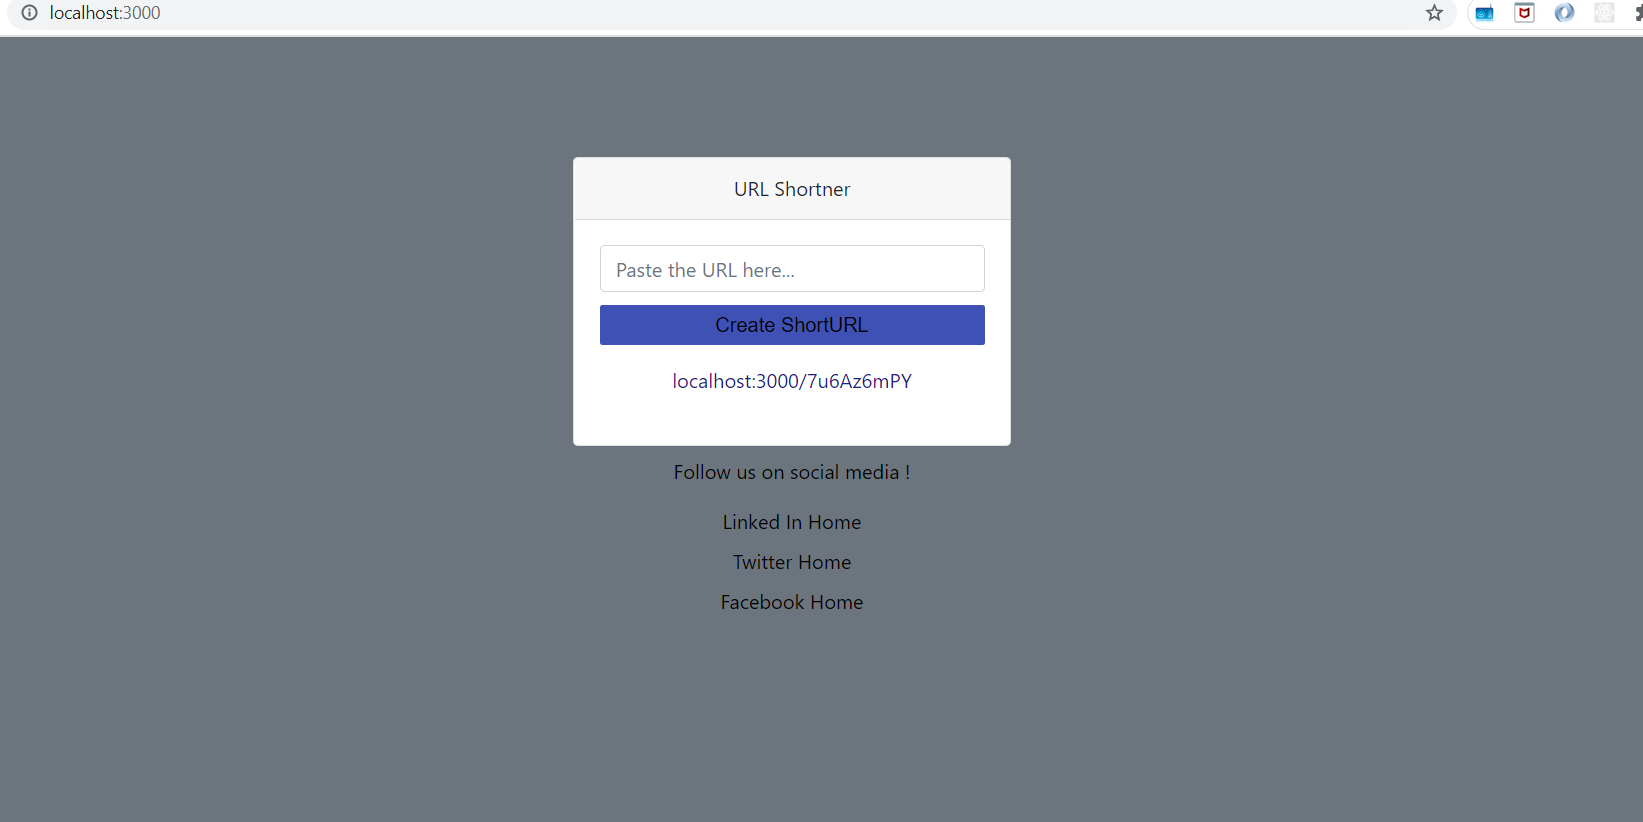 localhost:3000
URL Shortner
Paste the URL here...
Create ShortURL
localhost:3000/7u6Az6mPY
Follow us on social media !
Linked In Home
Twitter Home
Facebook Home